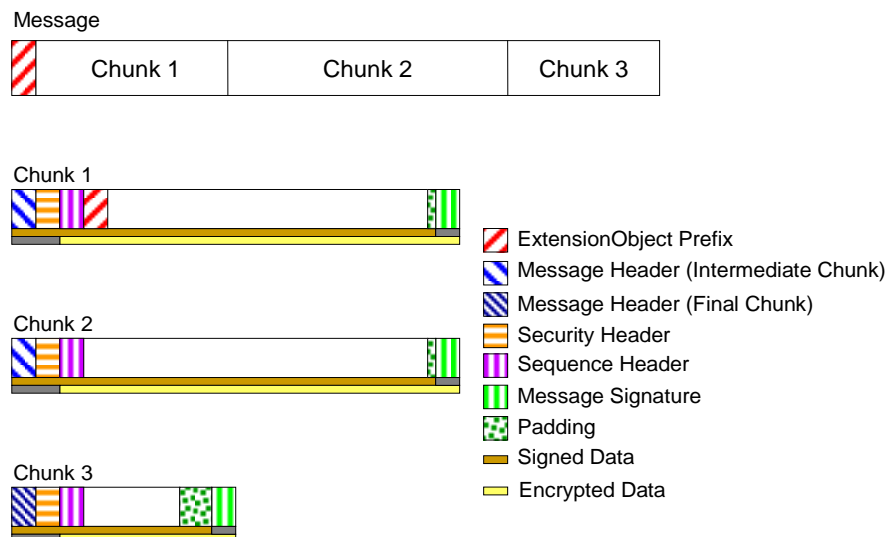 Message
Chunk 1
Chunk 2
Chunk 3
Chunk 1
Chunk 2
Chunk 3
ExtensionObject Prefix
Message Header (Intermediate Chunk)
Message Header (Final Chunk)
Security Header
Sequence Header
Message Signature
Padding
Signed Data
Encrypted Data